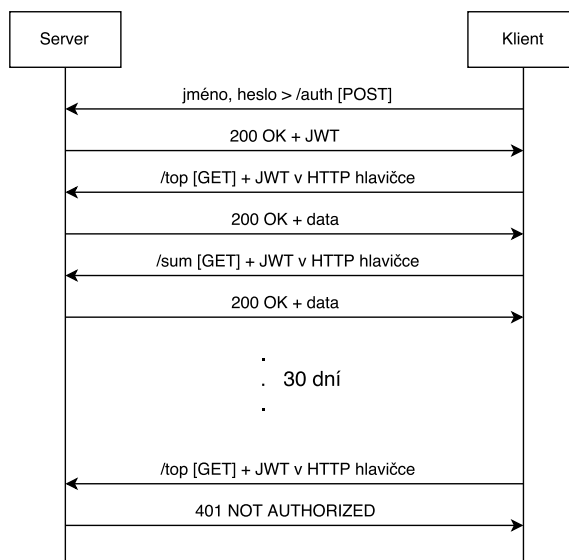 Server
Klient
jméno, heslo > /auth [POST]
200 OK + JWT
/top [GET] + JWT v HTTP hlavičce
200 OK + data
/sum [GET] + JWT v HTTP hlavičce
200 OK + data
30 dní
/top [GET] + JWT v HTTP hlavičce
401 NOT AUTHORIZED